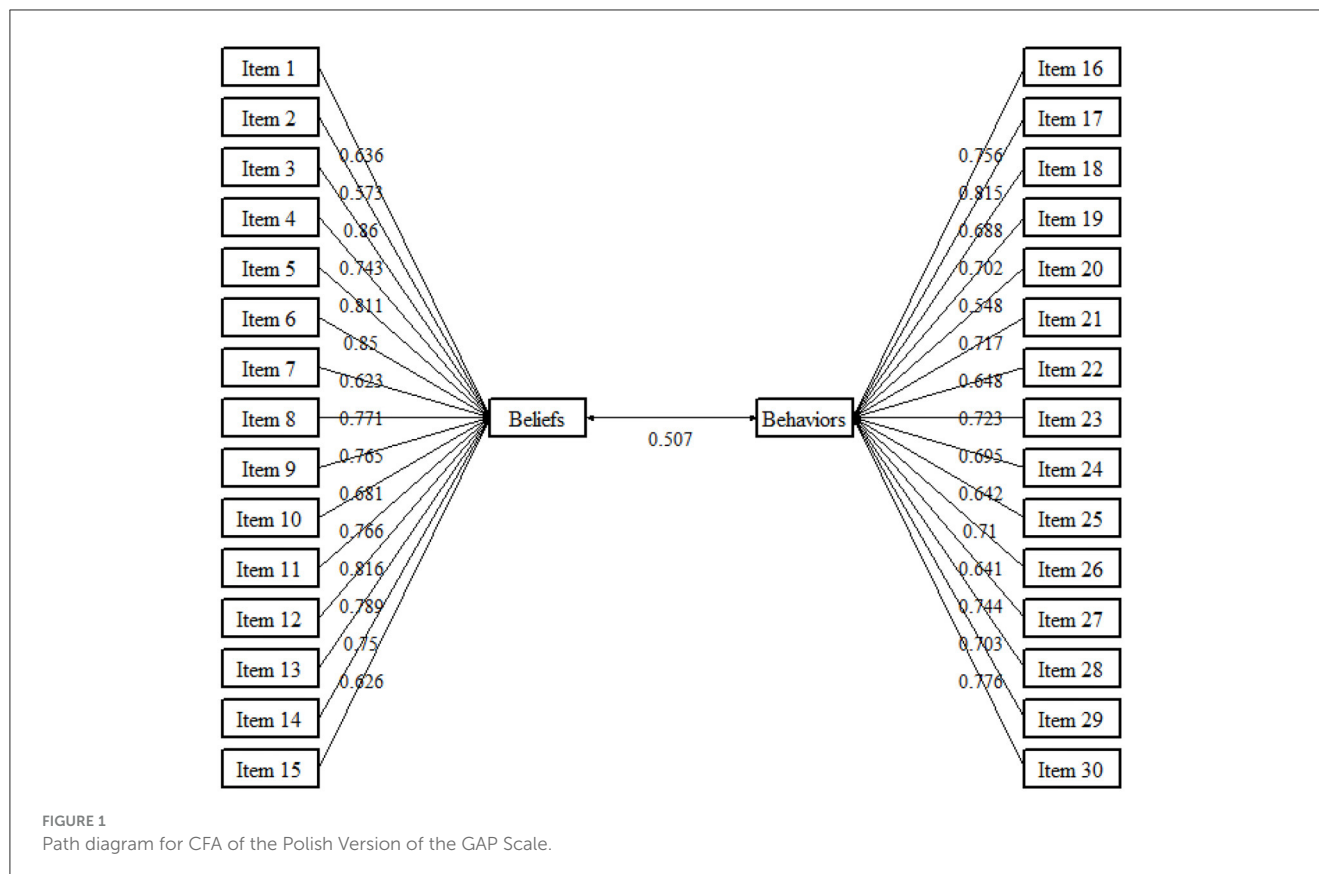 Item 1
Item 2
Item 3
Item 4
Item 5
Item 6
Item 7
Item 8
Item 9
Item 10
Item 11
Item 12
Item 13
Item 14
Item 15
0.636
0.573
0.86
0.743
0.811
0.85
0.623
0.771
0.765
0.681
0.766
0.816
0.789
0.75
0.626
Beliefs
0.507
Behaviors
0.756
0.815
0.688
0.702
0.548
0.717
0.648
0.723
0.695
0.642
0.71
0.641
0.744
0.703
0.776
Item 16
Item 17
Item 18
Item 19
Item 20
Item 21
Item 22
Item 23
Item 24
Item 25
Item 26
Item 27
Item 28
Item 29
Item 30
FIGURE 1
Path diagram for CFA of the Polish Version of the GAP Scale.